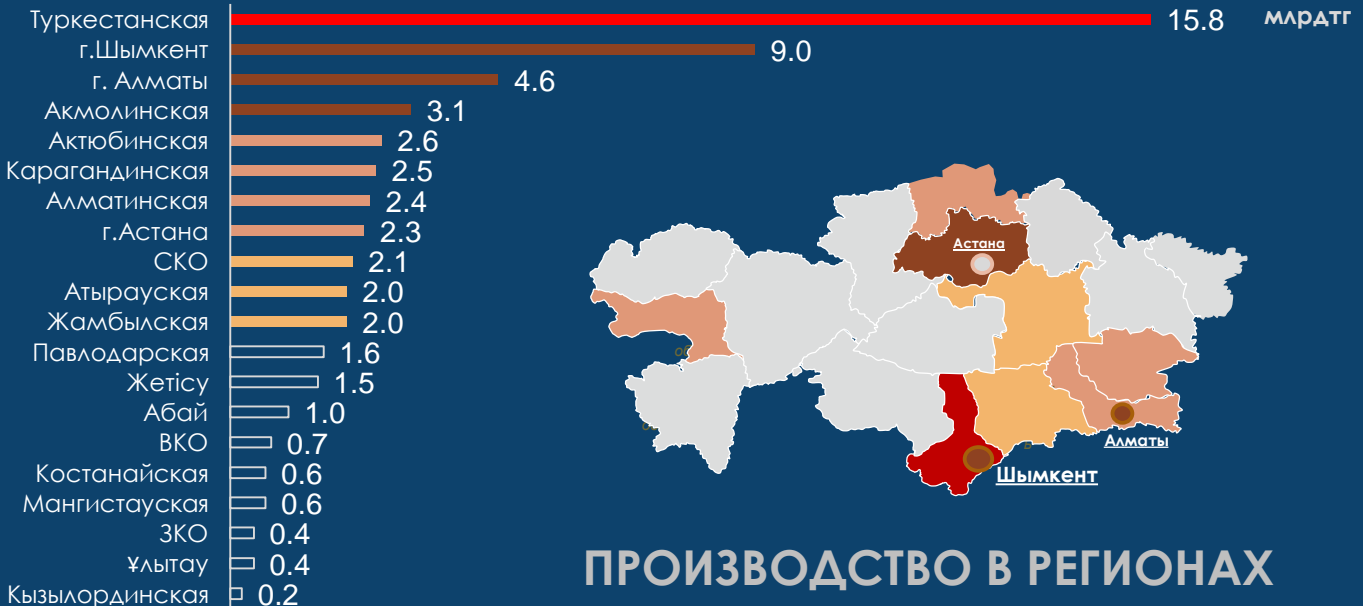 Туркестанская 15.8 млрдтг
г.Шымкент 9.0
г. Алматы 4.6
Акмолинская 3.1
Актюбинская 2.6
Карагандинская 2.5
Алматинская 2.4
г.Астана 2.3
СКО 2.1
Атырауская 2.0
Жамбылская 2.0
Павлодарская 1.6
Жетісу 1.5
Абай 1.0
ВКО 0.7
Костанайская 0.6
Мангистауская 0.6
ЗКО 0.4
Ұлытау 0.4
Кызылординская 0.2
Астана
Алматы
Шымкент
ПРОИЗВОДСТВО В РЕГИОНАХ